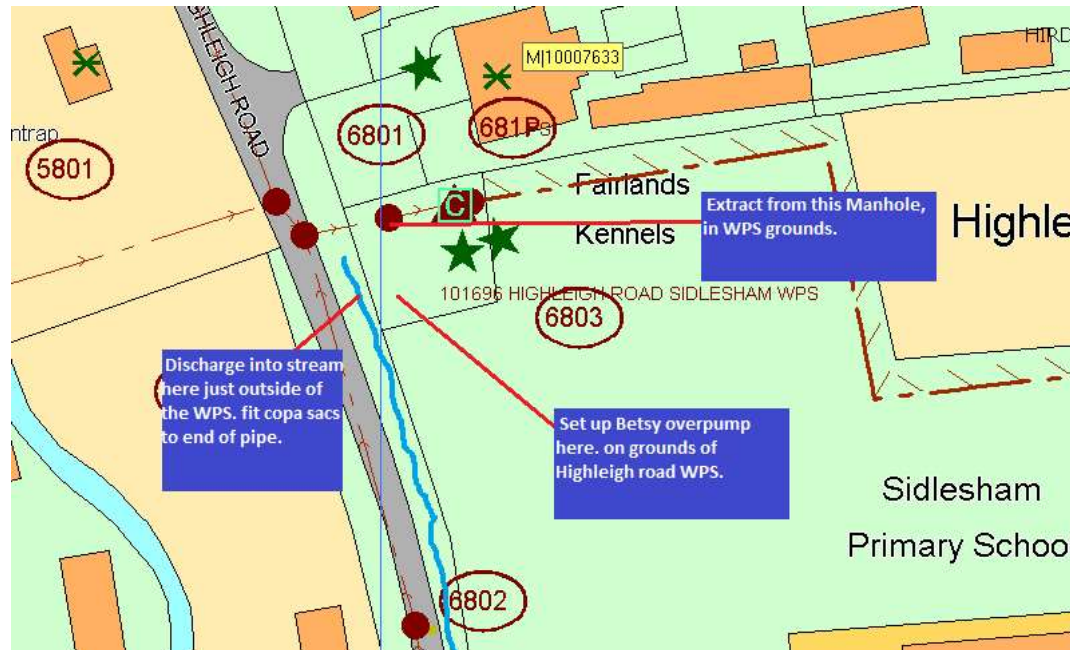 HIGHLEIGH ROAD
M|10007633
HIRD
ntrap
6801
681P
5801
C
Fairlands
Kennels
Extract from this Manhole,
in WPS grounds.
Highle
101696 HIGHLEIGH ROAD SIDLESHAM WPS
6803
Discharge into stream
here just outside of
the WPS. fit copa sacs
to end of pipe.
Set up Betsy overpump
here. on grounds of
Highleigh road WPS.
Sidlesham
Primary Schoo
6802